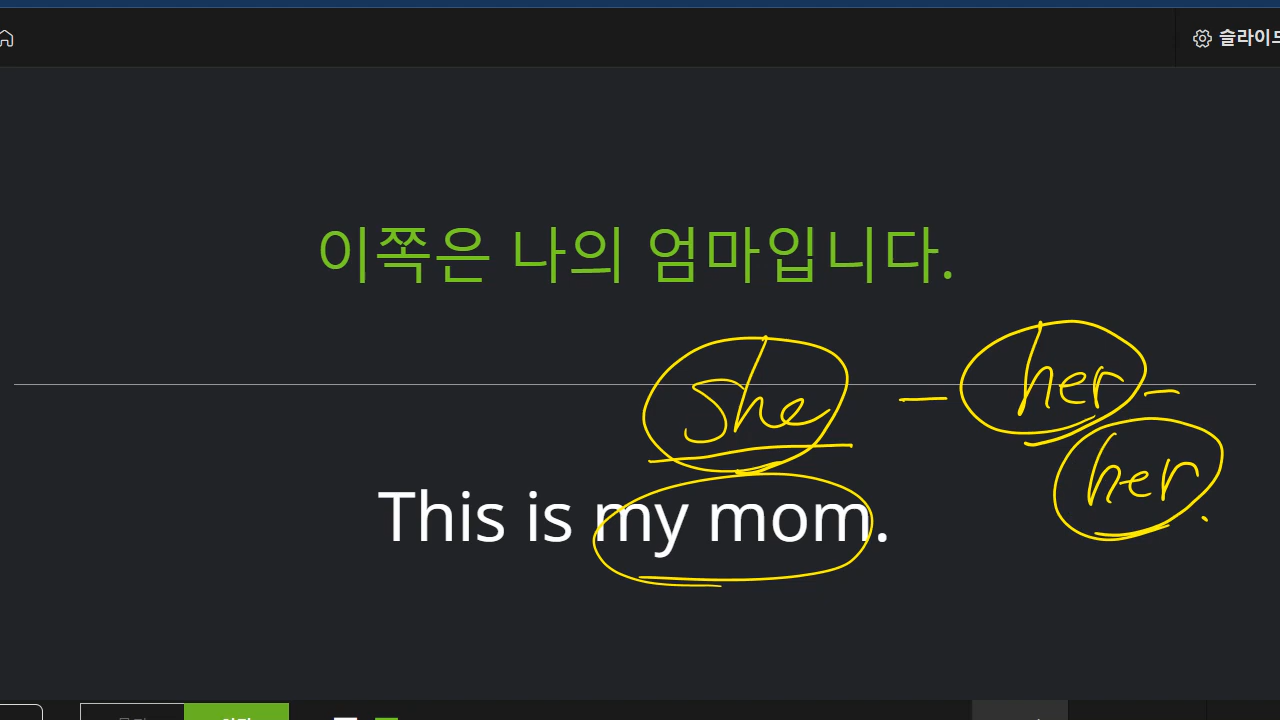 슬라이드
이쪽은 나의 엄마입니다.
she - her -
her.
This is my mom.